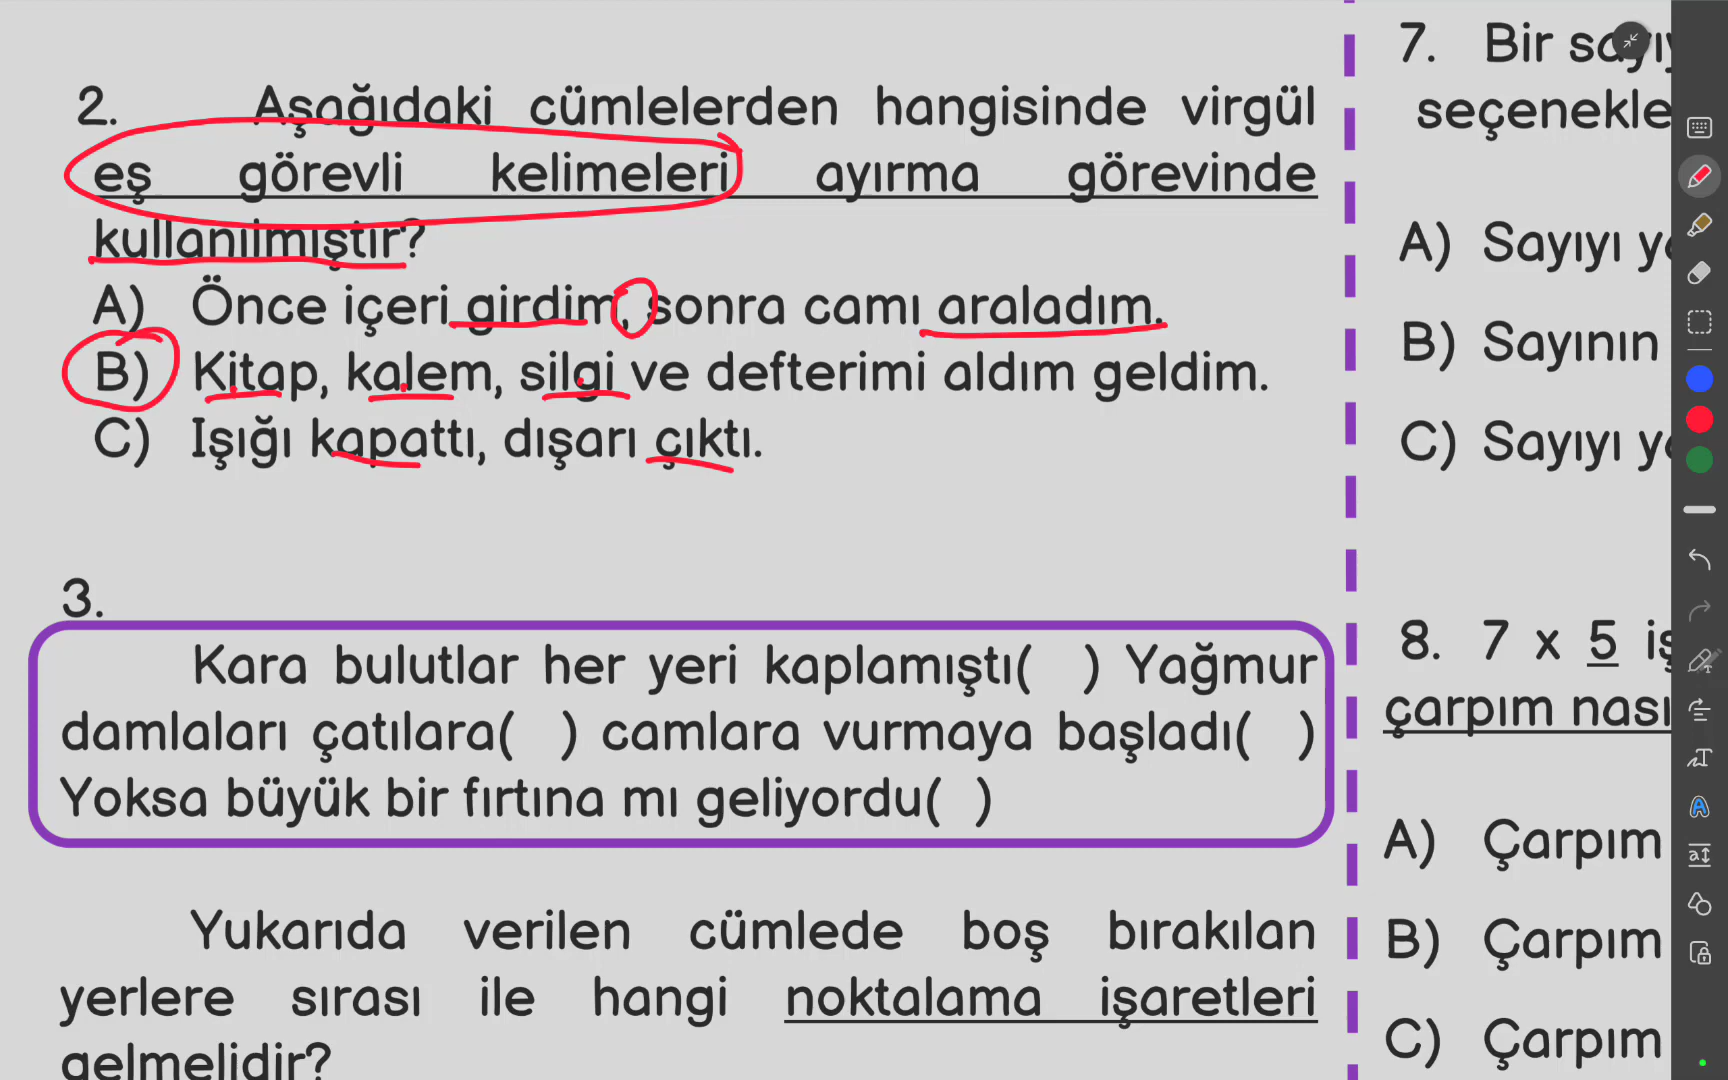 2. Aşağıdaki cümlelerden hangisinde virgül
eş görevli kelimeleri ayırma görevinde
kullanılmıştır?
A) Önce içeri girdim, sonra camı araladım.
B) Kitap, kalem, silgi ve defterimi aldım geldim.
C) Işığı kapattı, dışarı çıktı.
3.
Kara bulutlar her yeri kaplamıştı( ) Yağmur
damlaları çatılara( ) camlara vurmaya başladı( )
Yoksa büyük bir fırtına mı geliyordu( )
Yukarıda verilen cümlede boş bırakılan
yerlere sırası ile hangi noktalama işaretleri
gelmelidir?
7. Bir
A) Sayıyı
B) Sayının
C) Sayıyı
8. 7 x 5
çarpım
A) Çarpım
B) Çarpım
C) Çarpım